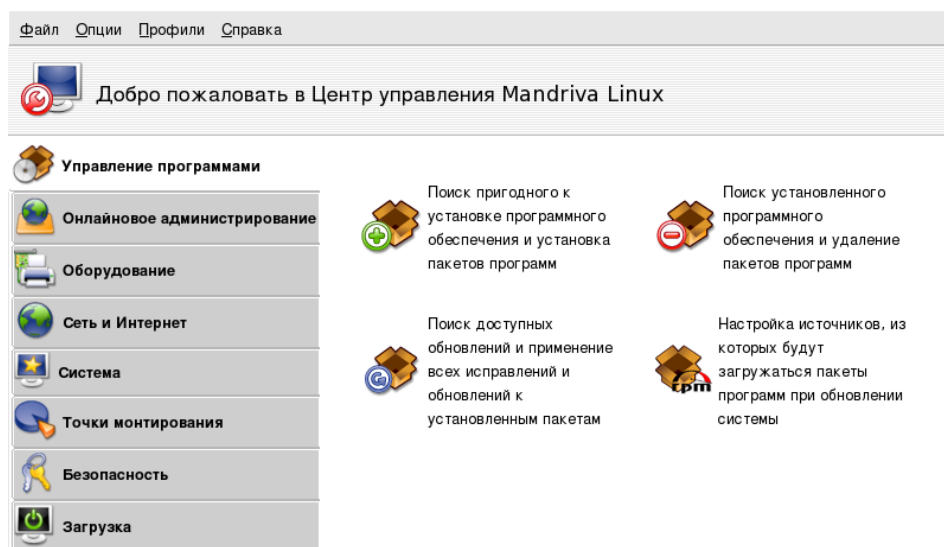 Файл Опции Профили Справка
Добро пожаловать в Центр управления Mandriva Linux
Управление программами
Онлайновое администрирование
Оборудование
Сеть и Интернет
Система
Точки монтирования
Безопасность
Загрузка
Поиск пригодного к
установке программного
обеспечения и установка
пакетов программ
Поиск установленного
программного
обеспечения и удаление
пакетов программ
Поиск доступных
обновлений и применение
всех исправлений и
обновлений к
установленным пакетам
Настройка источников, из
которых будут
загружаться пакеты
программ при обновлении
системы
rpm